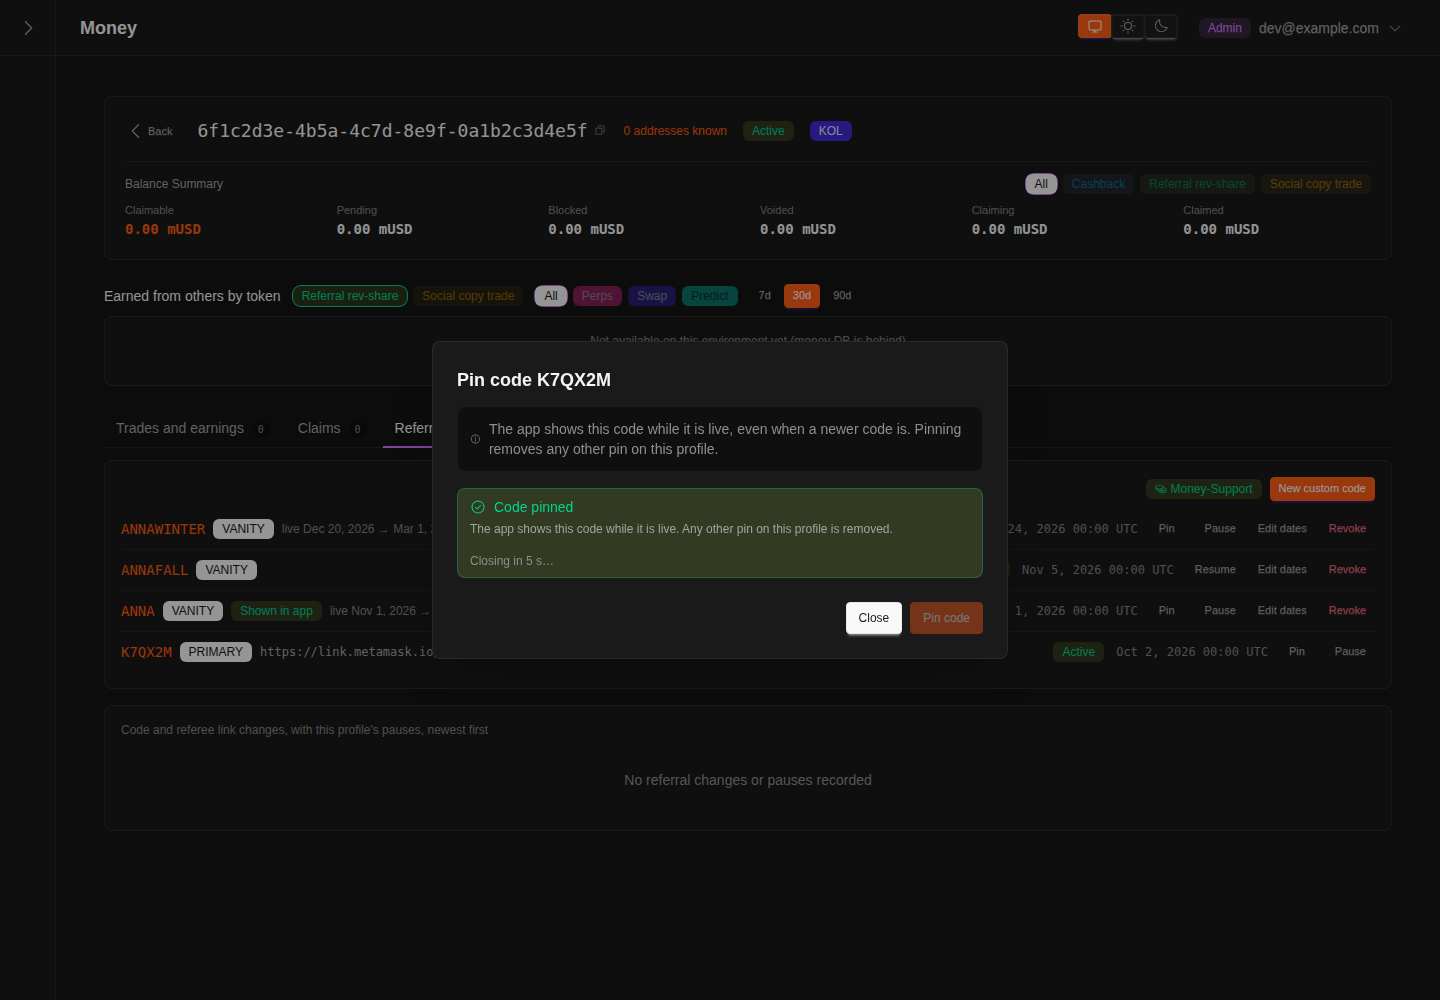 Money
Admin dev@example.com
Back 6f1c2d3e-4b5a-4c7d-8e9f-0a1b2c3d4e5f 0 addresses known Active KOL
Balance Summary All Cashback Referral rev-share Social copy trade
Claimable Pending Blocked Voided Claiming Claimed
0.00 mUSD 0.00 mUSD 0.00 mUSD 0.00 mUSD 0.00 mUSD 0.00 mUSD
Earned from others by token Referral rev-share Social copy trade All Perps Swap Predict 7d 30d 90d
Not available on this environment yet (money DB is behind)
Trades and earnings 0 Claims 0 Referr
Money-Support New custom code
ANNAWINTER VANITY live Dec 20, 2026 → Mar 1, 24, 2026 00:00 UTC Pin Pause Edit dates Revoke
ANNAFALL VANITY Nov 5, 2026 00:00 UTC Resume Edit dates Revoke
ANNA VANITY Shown in app live Nov 1, 2026 → 1, 2026 00:00 UTC Pin Pause Edit dates Revoke
K7QX2M PRIMARY https://link.metamask.io Active Oct 2, 2026 00:00 UTC Pin Pause
Pin code K7QX2M
The app shows this code while it is live, even when a newer code is. Pinning
removes any other pin on this profile.
Code pinned
The app shows this code while it is live. Any other pin on this profile is removed.
Closing in 5 s…
Close Pin code
Code and referee link changes, with this profile's pauses, newest first
No referral changes or pauses recorded